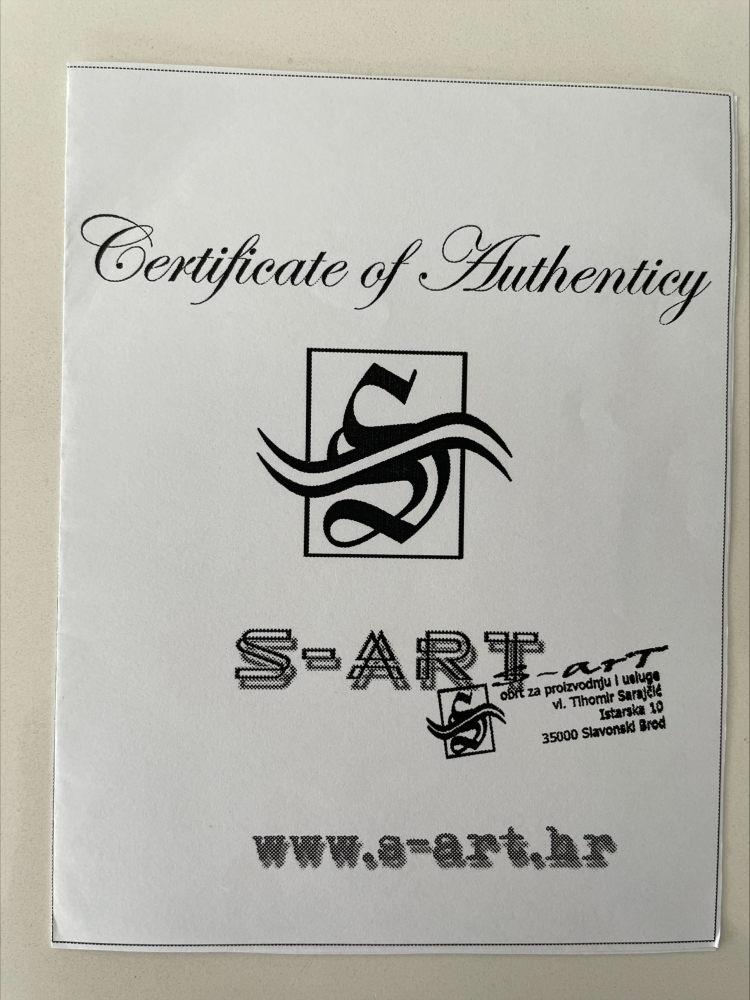 Certificate of Authenticy
S
S-ART
s-art
obrt za proizvodnju i usluge
vl. Tihomir Sarajčić
Istarska 10
35000 Slavonski Brod
S
www.s-art.hr